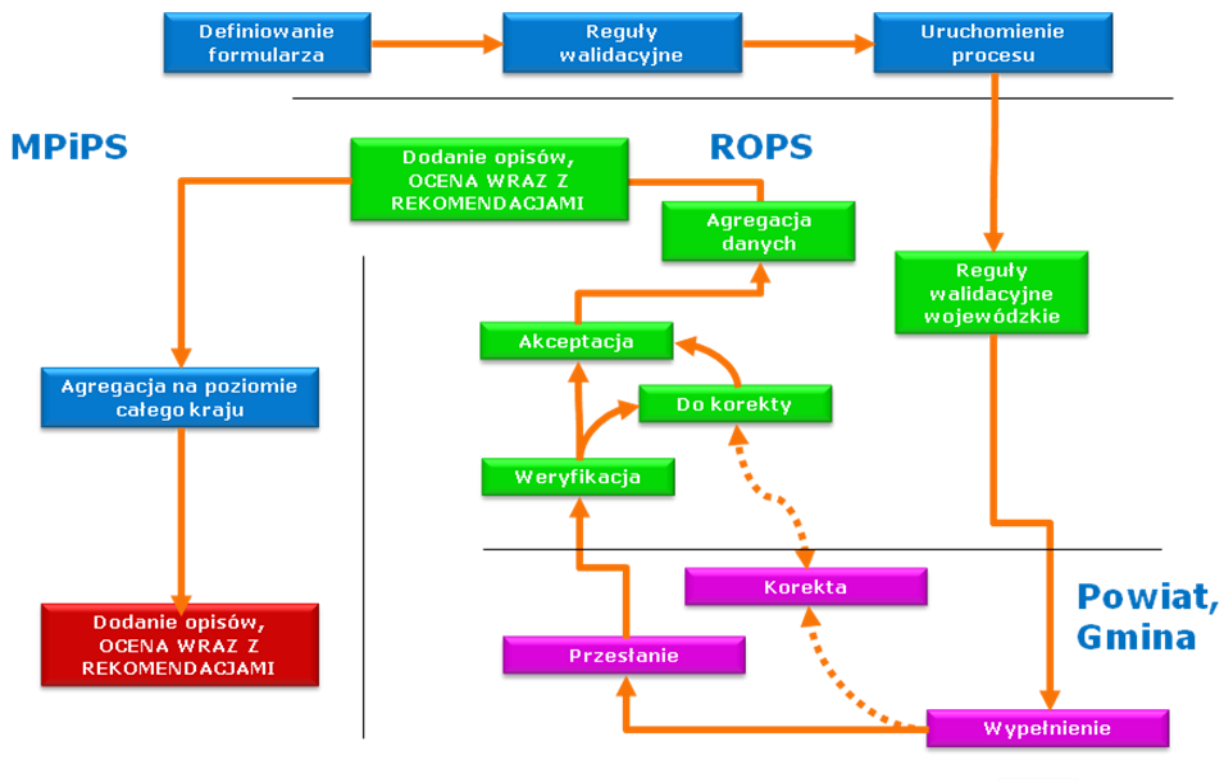 Definiowanie
formularza
Reguły
walidacyjne
Uruchomienie
procesu
MPiPS
ROPS
Dodanie opisów,
OCENA WRAZ Z
REKOMENDACJAMI
Agregacja
danych
Reguły
walidacyjne
wojewódzkie
Akceptacja
Agregacja na poziomie
całego kraju
Do korekty
Weryfikacja
Korekta
Powiat,
Gmina
Dodanie opisów,
OCENA WRAZ Z
REKOMENDACJAMI
Przesłanie
Wypełnienie